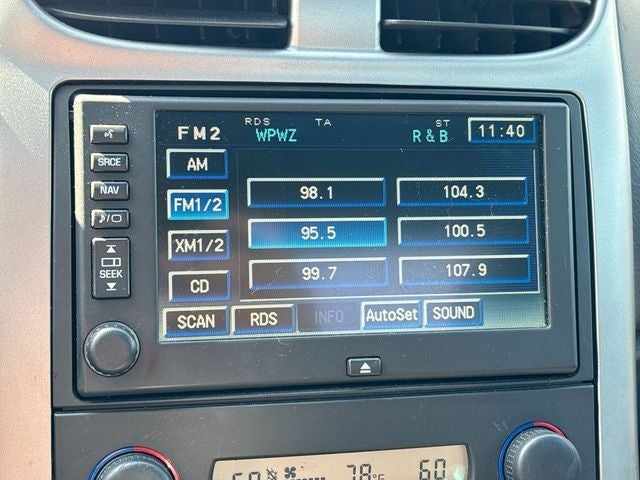 RDS TA ST
FM2 WPWZ R & B 11:40
AM
SRCE
98.1 104.3
NAV
FM1/2
95.5 100.5
XM1/2
SEEK
99.7 107.9
CD
SCAN RDS INFO AutoSet SOUND
78°F 60